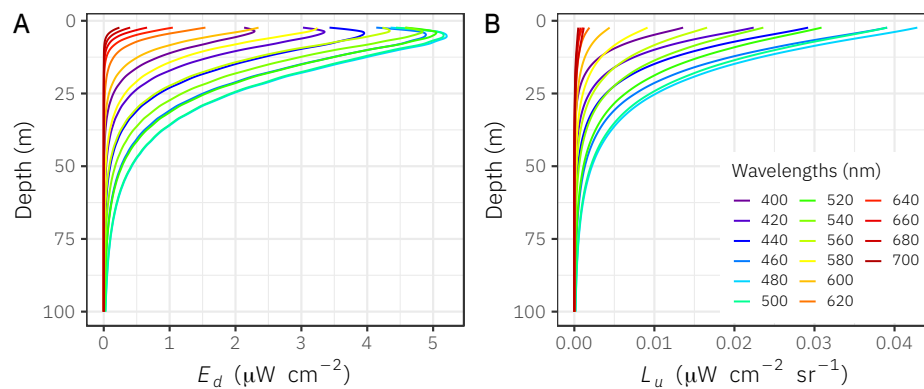 A
B
0
25
50
75
100
Depth (m)
0 1 2 3 4 5
E_d (µW cm⁻²)
0
25
50
75
100
Depth (m)
Wavelengths (nm)
400 520 640
420 540 660
440 560 680
460 580 700
480 600
500 620
0.00 0.01 0.02 0.03 0.04
L_u (µW cm⁻² sr⁻¹)